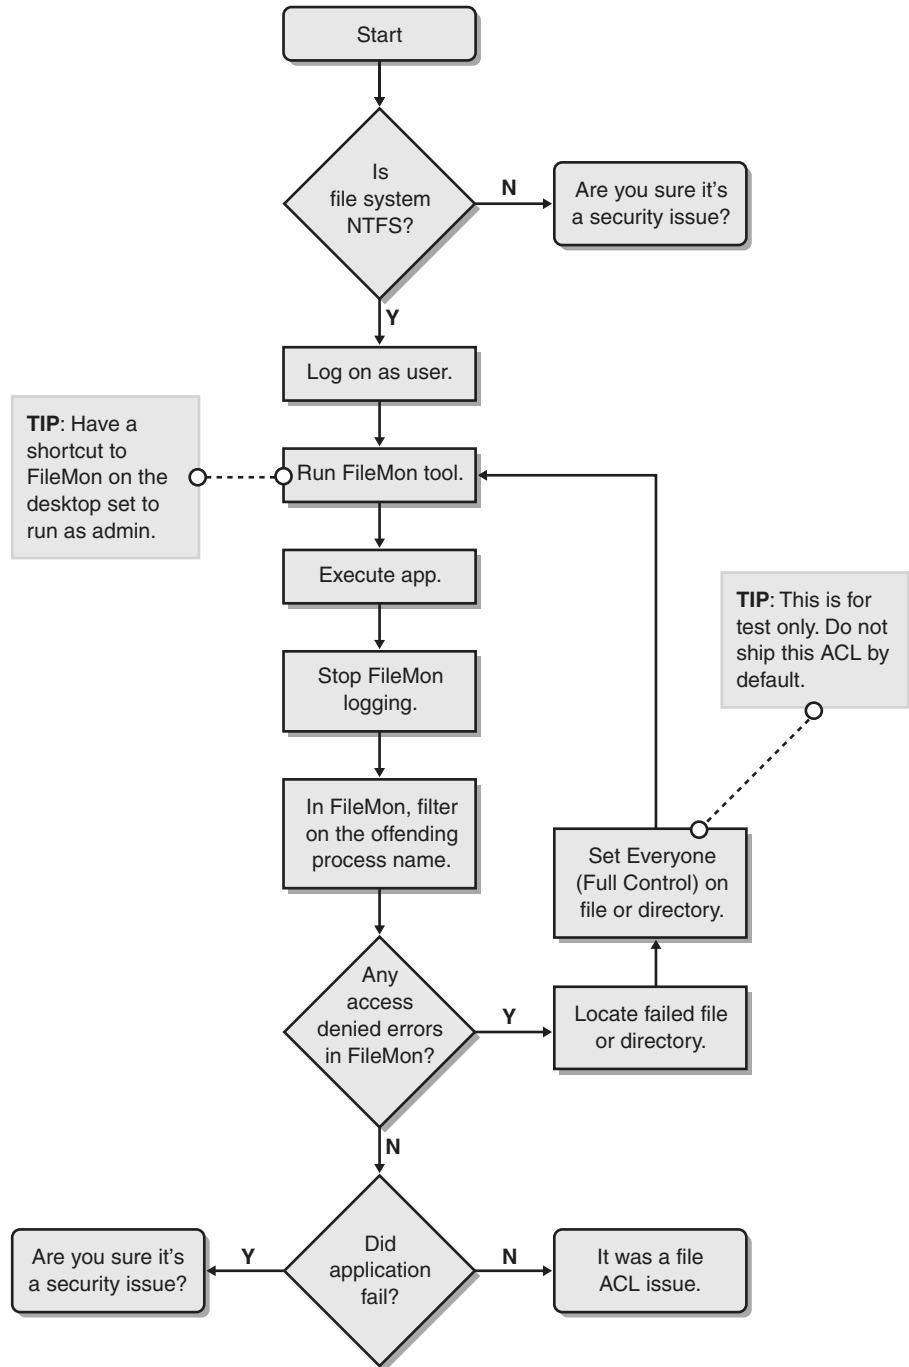 Start
Is
file system
NTFS?
N
Are you sure it's
a security issue?
Y
Log on as user.
TIP: Have a
shortcut to
FileMon on the
desktop set to
run as admin.
Run FileMon tool.
Execute app.
TIP: This is for
test only. Do not
ship this ACL by
default.
Stop FileMon
logging.
In FileMon, filter
on the offending
process name.
Set Everyone
(Full Control) on
file or directory.
Any
access
denied errors
in FileMon?
Y
Locate failed file
or directory.
N
Did
application
fail?
Y
Are you sure it's
a security issue?
N
It was a file
ACL issue.